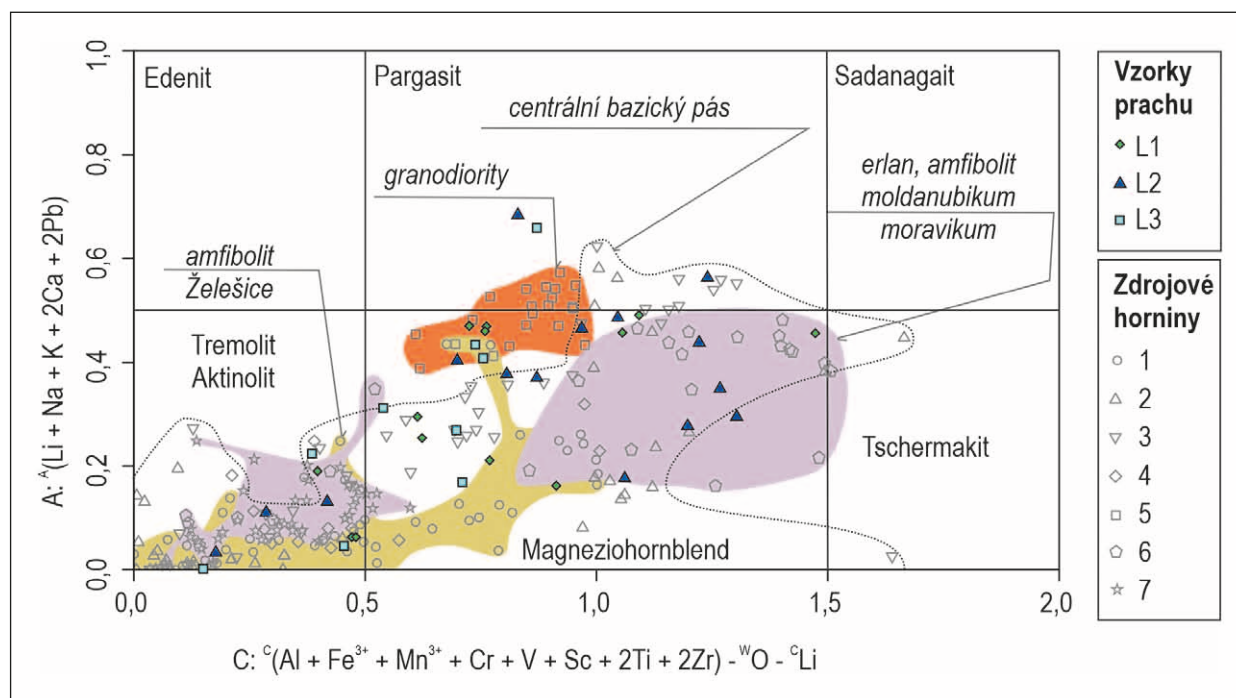 Edenit
Pargasit
Sadanagait
centrální bazický pás
granodiority
erlan, amfibolit
moldanubikum
moravikum
amfibolit
Želešice
Tremolit
Aktinolit
Tschermakit
Magneziohornblend
1,0
0,8
0,6
0,4
0,2
0,0
0,0
0,5
1,0
1,5
2,0
A: ᴬ(Li + Na + K + 2Ca + 2Pb)
C: ᶜ(Al + Fe³⁺ + Mn³⁺ + Cr + V + Sc + 2Ti + 2Zr) - ᵂO - ᶜLi
Vzorky
prachu
L1
L2
L3
Zdrojové
horniny
1
2
3
4
5
6
7